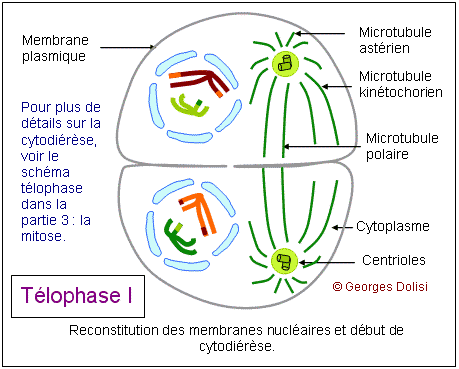 Membrane
plasmique
Pour plus de
détails sur la
cytodiérèse,
voir le
schéma
télophase
dans la
partie 3 : la
mitose.
Microtubule
astérien
Microtubule
kinétochorien
Microtubule
polaire
Cytoplasme
Centrioles
© Georges Dolisi
Télophase I
Reconstitution des membranes nucléaires et début de
cytodiérèse.